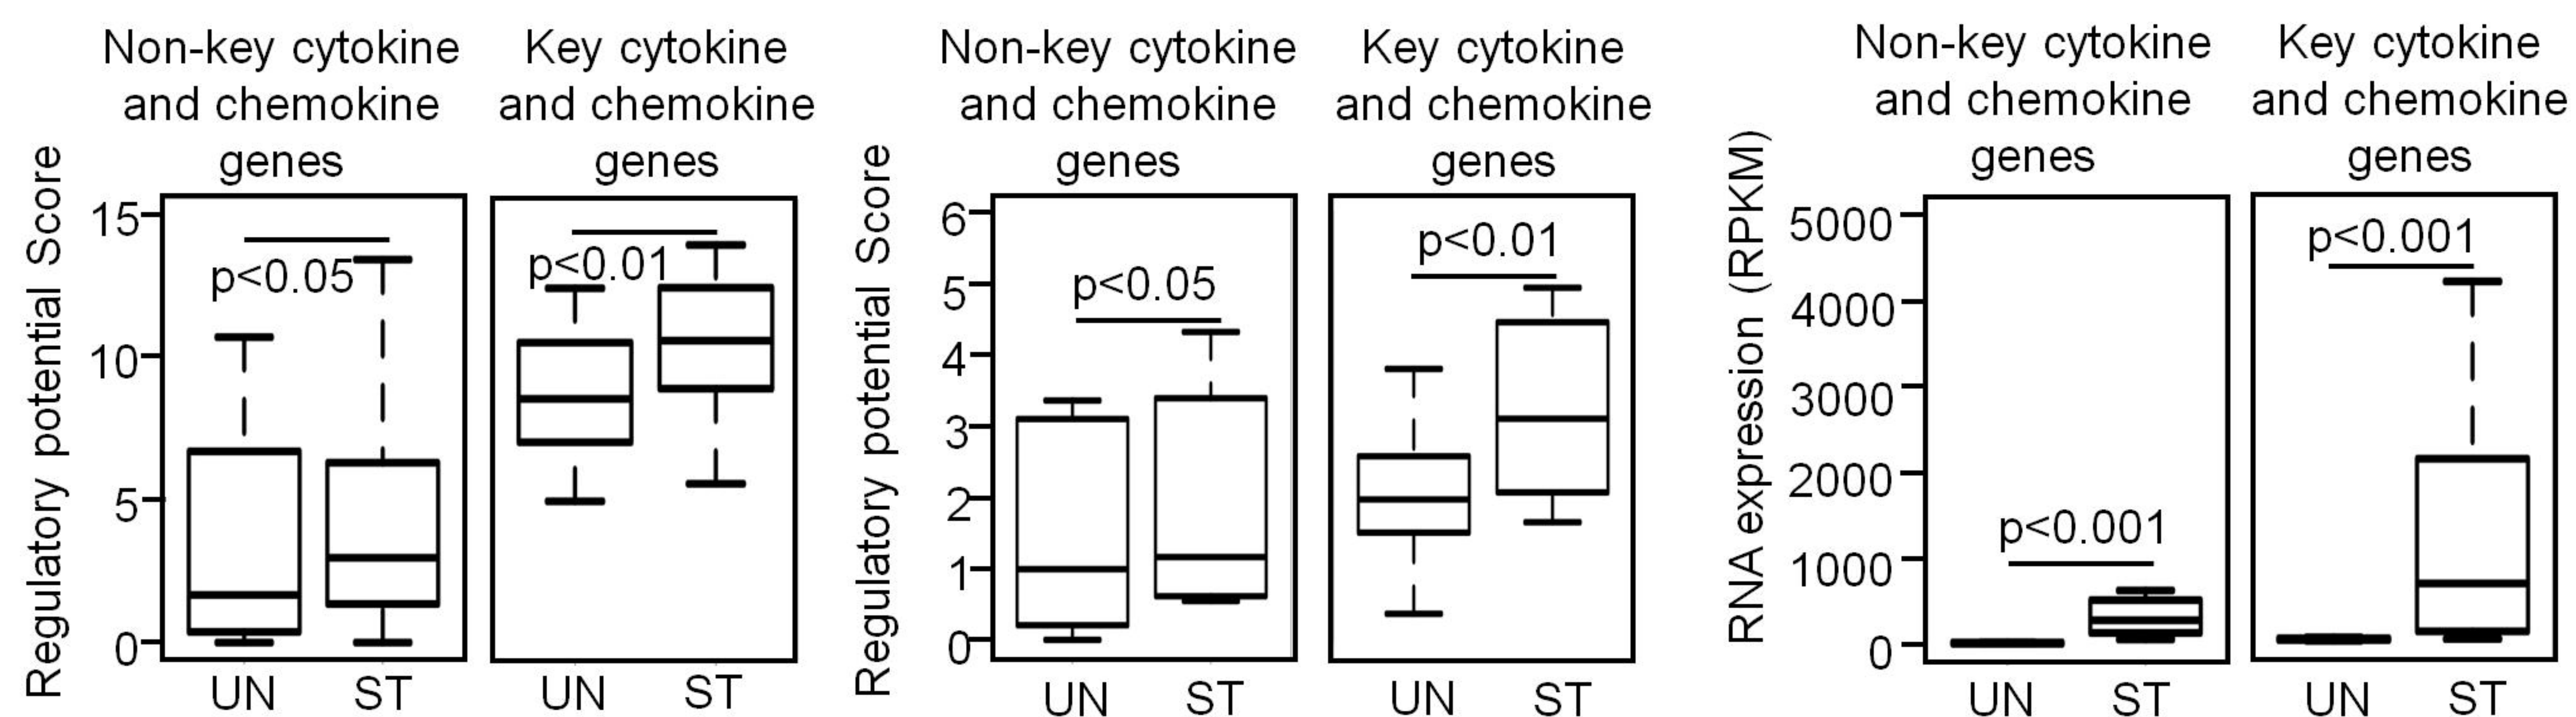 Non-key cytokine
and chemokine
genes
Key cytokine
and chemokine
genes
Regulatory potential Score
15
10
5
0
p<0.05
p<0.01
UN
ST
UN
ST
Non-key cytokine
and chemokine
genes
Key cytokine
and chemokine
genes
Regulatory potential Score
6
5
4
3
2
1
0
p<0.05
p<0.01
UN
ST
UN
ST
Non-key cytokine
and chemokine
genes
Key cytokine
and chemokine
genes
RNA expression (RPKM)
5000
4000
3000
2000
1000
0
p<0.001
p<0.001
UN
ST
UN
ST